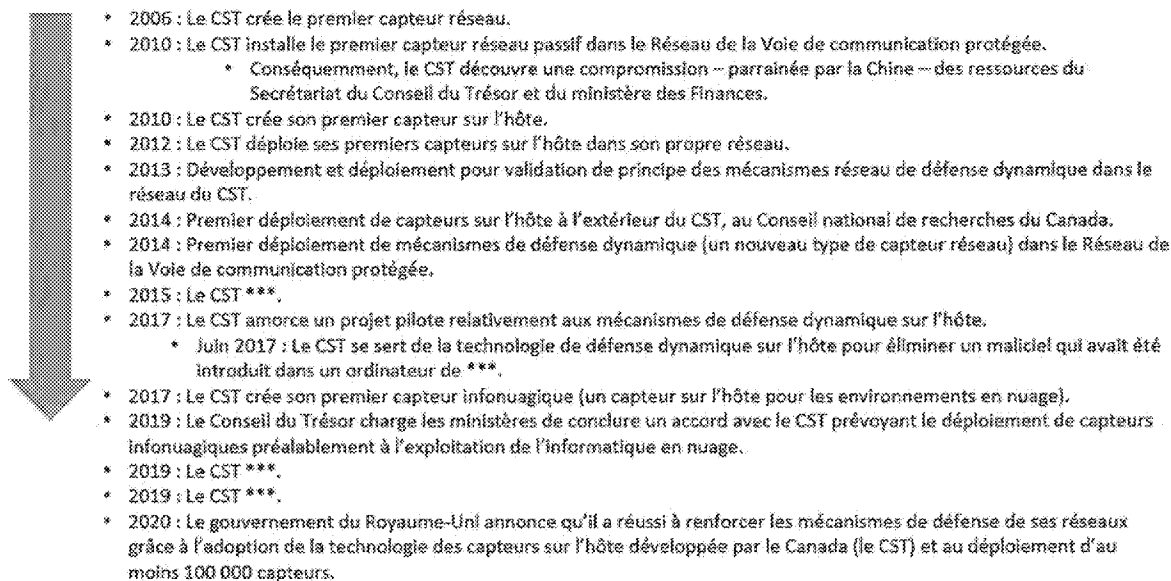 • 2006 : Le CST crée le premier capteur réseau.
• 2010 : Le CST installe le premier capteur réseau passif dans le Réseau de la Voie de communication protégée.
• Conséquemment, le CST découvre une compromission – parrainée par la Chine – des ressources du
Secrétariat du Conseil du Trésor et du ministère des Finances.
• 2010 : Le CST crée son premier capteur sur l'hôte.
• 2012 : Le CST déploie ses premiers capteurs sur l'hôte dans son propre réseau.
• 2013 : Développement et déploiement pour validation de principe des mécanismes réseau de défense dynamique dans le
réseau du CST.
• 2014 : Premier déploiement de capteurs sur l'hôte à l'extérieur du CST, au Conseil national de recherches du Canada.
• 2014 : Premier déploiement de mécanismes de défense dynamique (un nouveau type de capteur réseau) dans le Réseau de
la Voie de communication protégée.
• 2015 : Le CST ***.
• 2017 : Le CST amorce un projet pilote relativement aux mécanismes de défense dynamique sur l'hôte.
• Juin 2017 : Le CST se sert de la technologie de défense dynamique sur l'hôte pour éliminer un maliciel qui avait été
introduit dans un ordinateur de ***.
• 2017 : Le CST crée son premier capteur infonuagique (un capteur sur l'hôte pour les environnements en nuage).
• 2019 : Le Conseil du Trésor charge les ministères de conclure un accord avec le CST prévoyant le déploiement de capteurs
infonuagiques préalablement à l'exploitation de l'informatique en nuage.
• 2019 : Le CST ***.
• 2019 : Le CST ***.
• 2020 : Le gouvernement du Royaume-Uni annonce qu'il a réussi à renforcer les mécanismes de défense de ses réseaux
grâce à l'adoption de la technologie des capteurs sur l'hôte développée par le Canada (le CST) et au déploiement d'au
moins 100 000 capteurs.